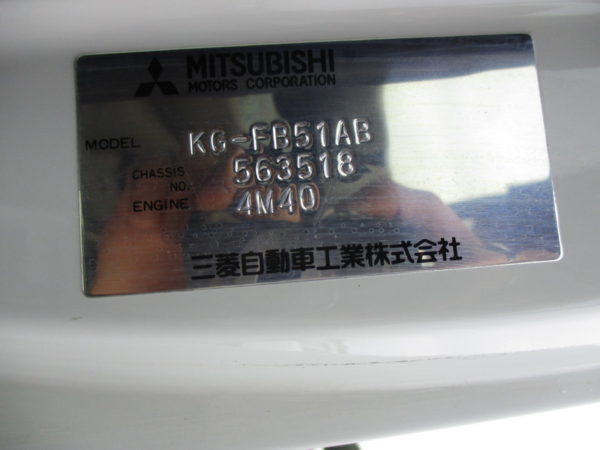 MITSUBISHI
MOTORS CORPORATION
MODEL KG-FB51AB
CHASSIS NO. 563518
ENGINE 4M40
三菱自動車工業株式会社